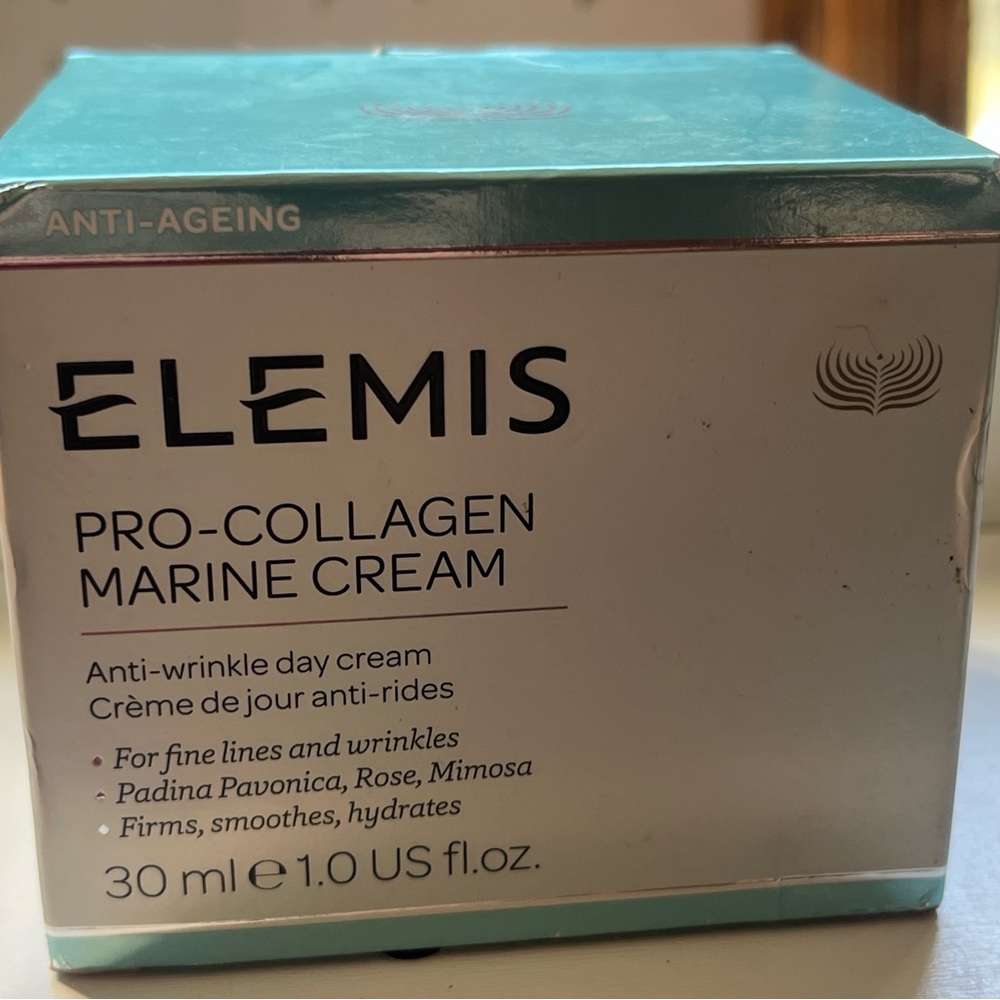 ANTI-AGEING
ELEMIS
PRO-COLLAGEN
MARINE CREAM
Anti-wrinkle day cream
Crème de jour anti-rides
• For fine lines and wrinkles
• Padina Pavonica, Rose, Mimosa
• Firms, smoothes, hydrates
30 ml ℮ 1.0 US fl.oz.